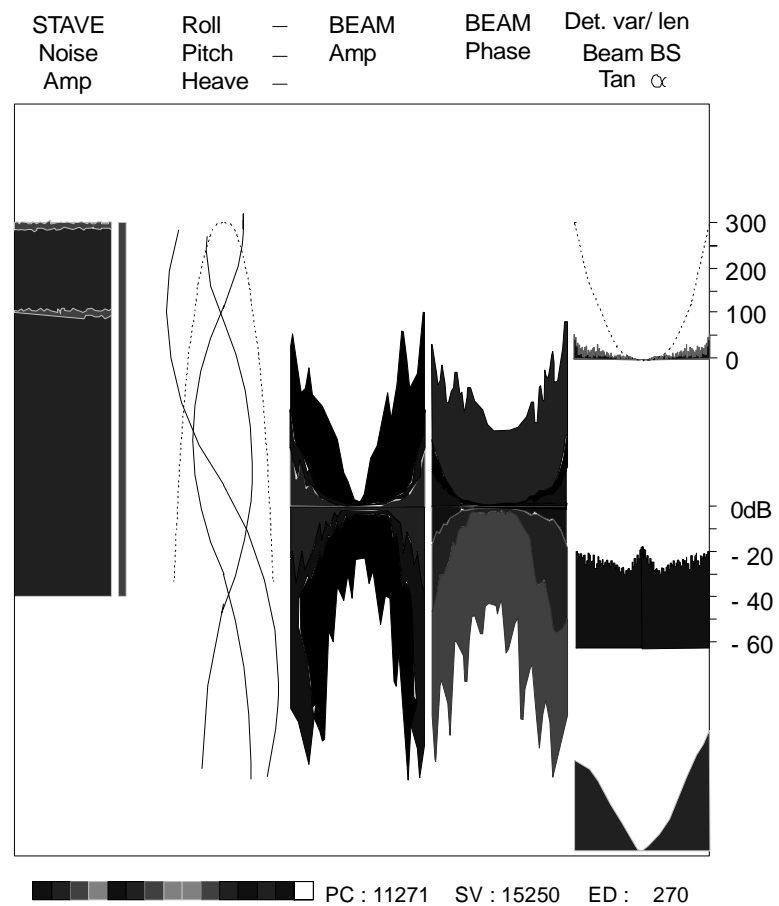 STAVE Roll – BEAM BEAM Det. var/ len
Noise Pitch – Amp Phase Beam BS
Amp Heave – Tan α
300
200
100
0
0dB
- 20
- 40
- 60
PC : 11271 SV : 15250 ED : 270